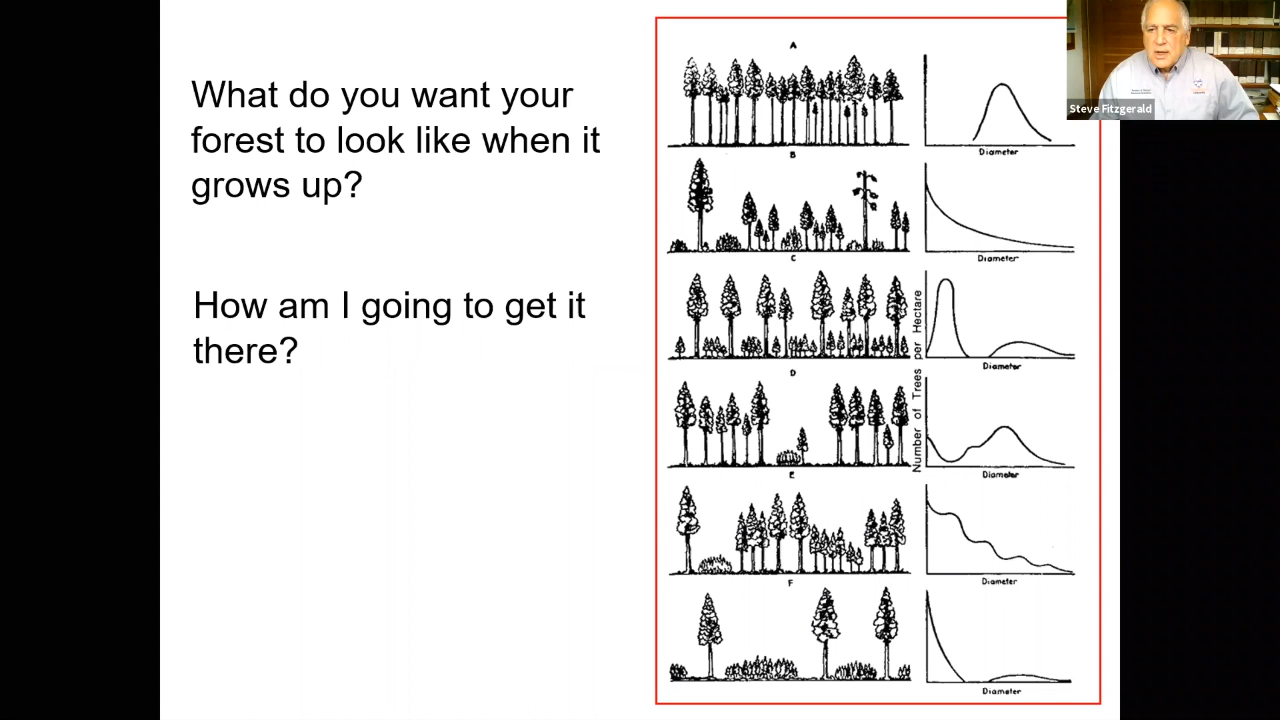 What do you want your
forest to look like when it
grows up?
How am I going to get it
there?
A
Diameter
B
Diameter
C
Diameter
D
Diameter
E
Diameter
F
Diameter
Number of Trees per Hectare
Steve Fitzgerald